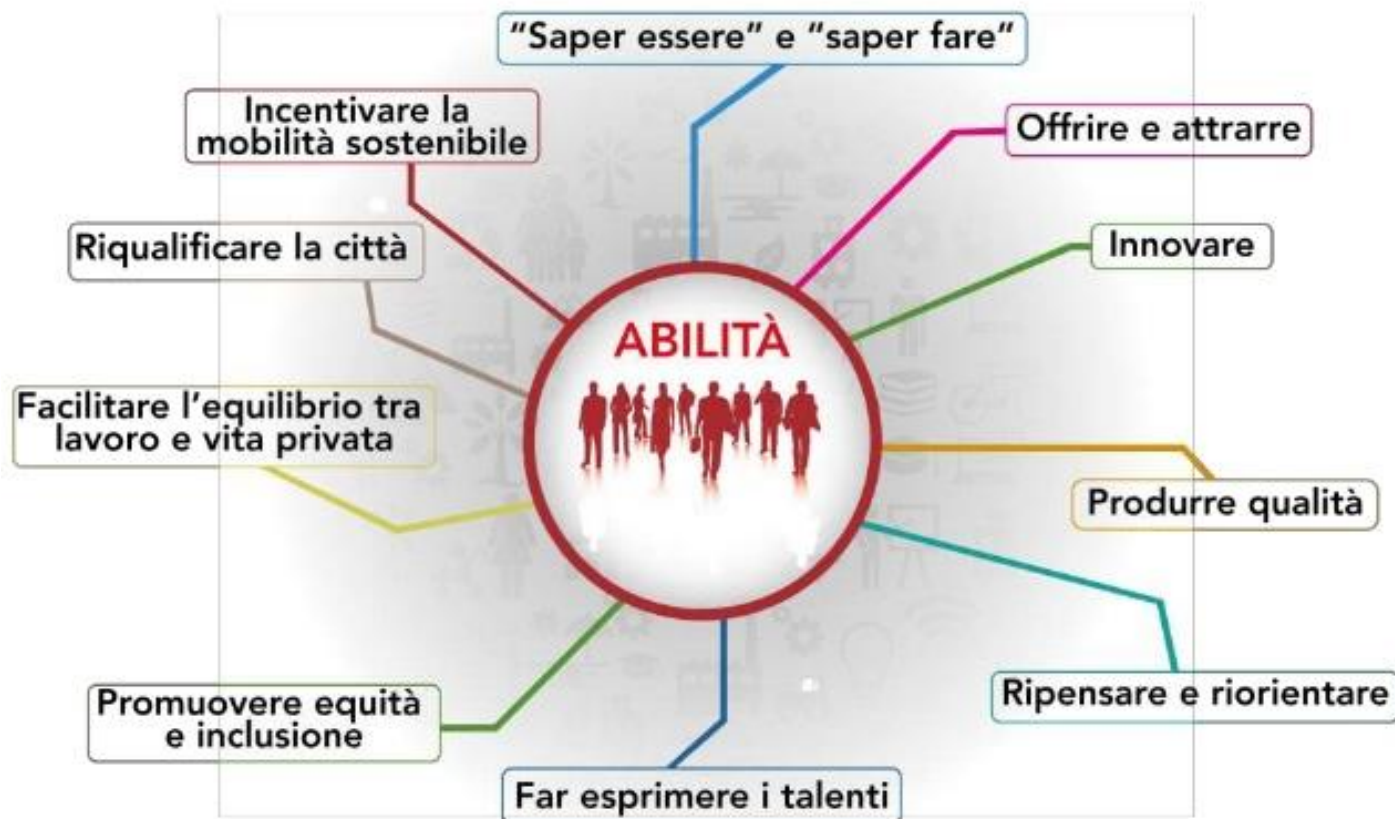 "Saper essere" e "saper fare"
Incentivare la
mobilità sostenibile
Offrire e attrarre
Riqualificare la città
Innovare
ABILITÀ
Facilitare l'equilibrio tra
lavoro e vita privata
Produrre qualità
Ripensare e riorientare
Promuovere equità
e inclusione
Far esprimere i talenti